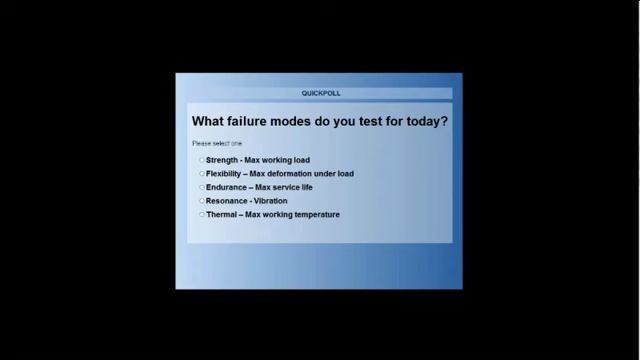 QUICKPOLL
What failure modes do you test for today?
Please select one
Strength - Max working load
Flexibility – Max deformation under load
Endurance – Max service life
Resonance - Vibration
Thermal – Max working temperature